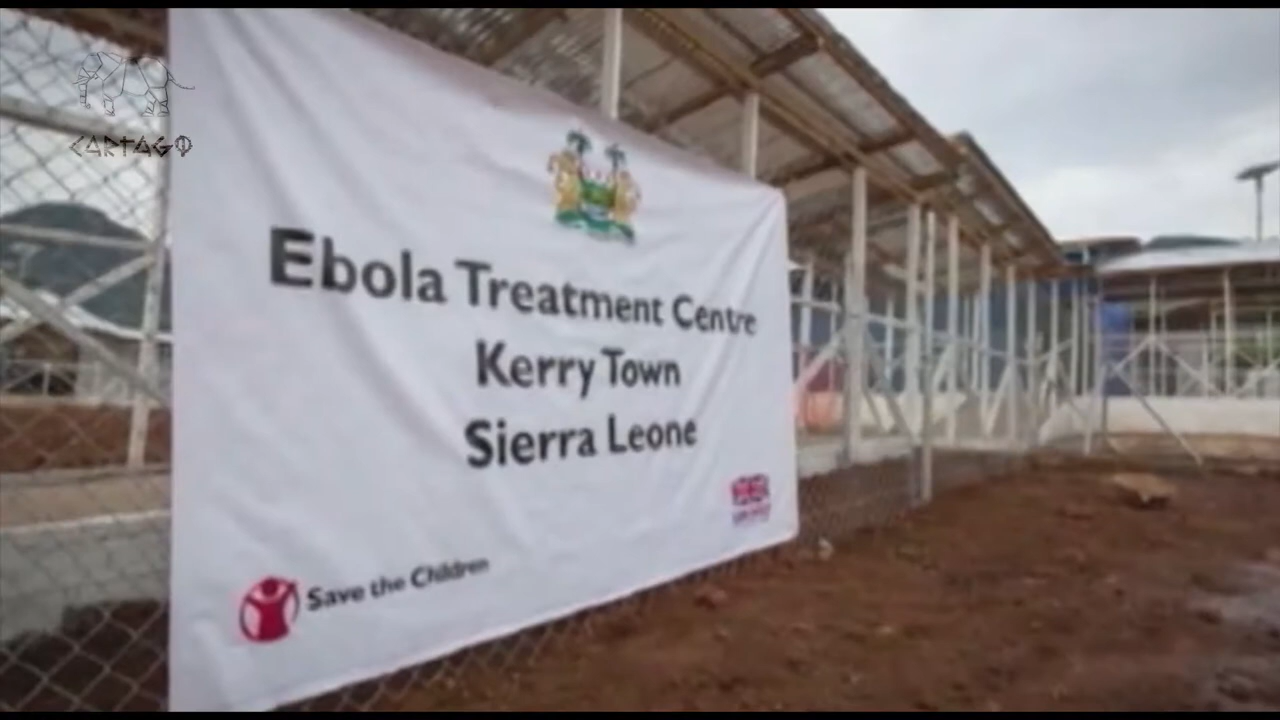 CARTAGO
Ebola Treatment Centre
Kerry Town
Sierra Leone
Save the Children